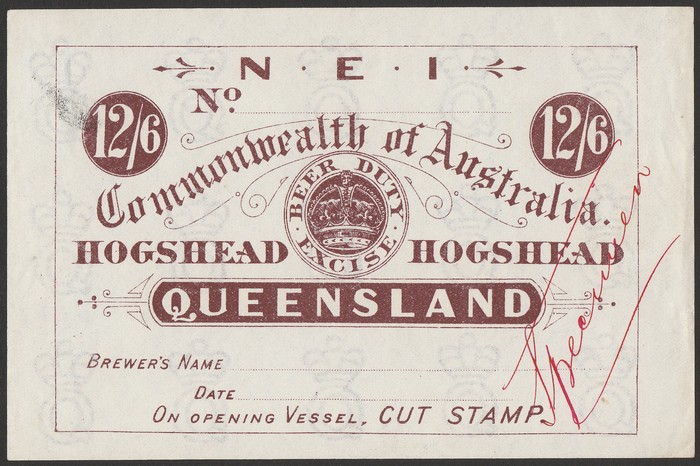 N · E · I
No
12/6
12/6
Commonwealth of Australia.
BEER DUTY
EXCISE
HOGSHEAD
HOGSHEAD
QUEENSLAND
BREWER'S NAME
DATE
ON OPENING VESSEL, CUT STAMP.
Specimen